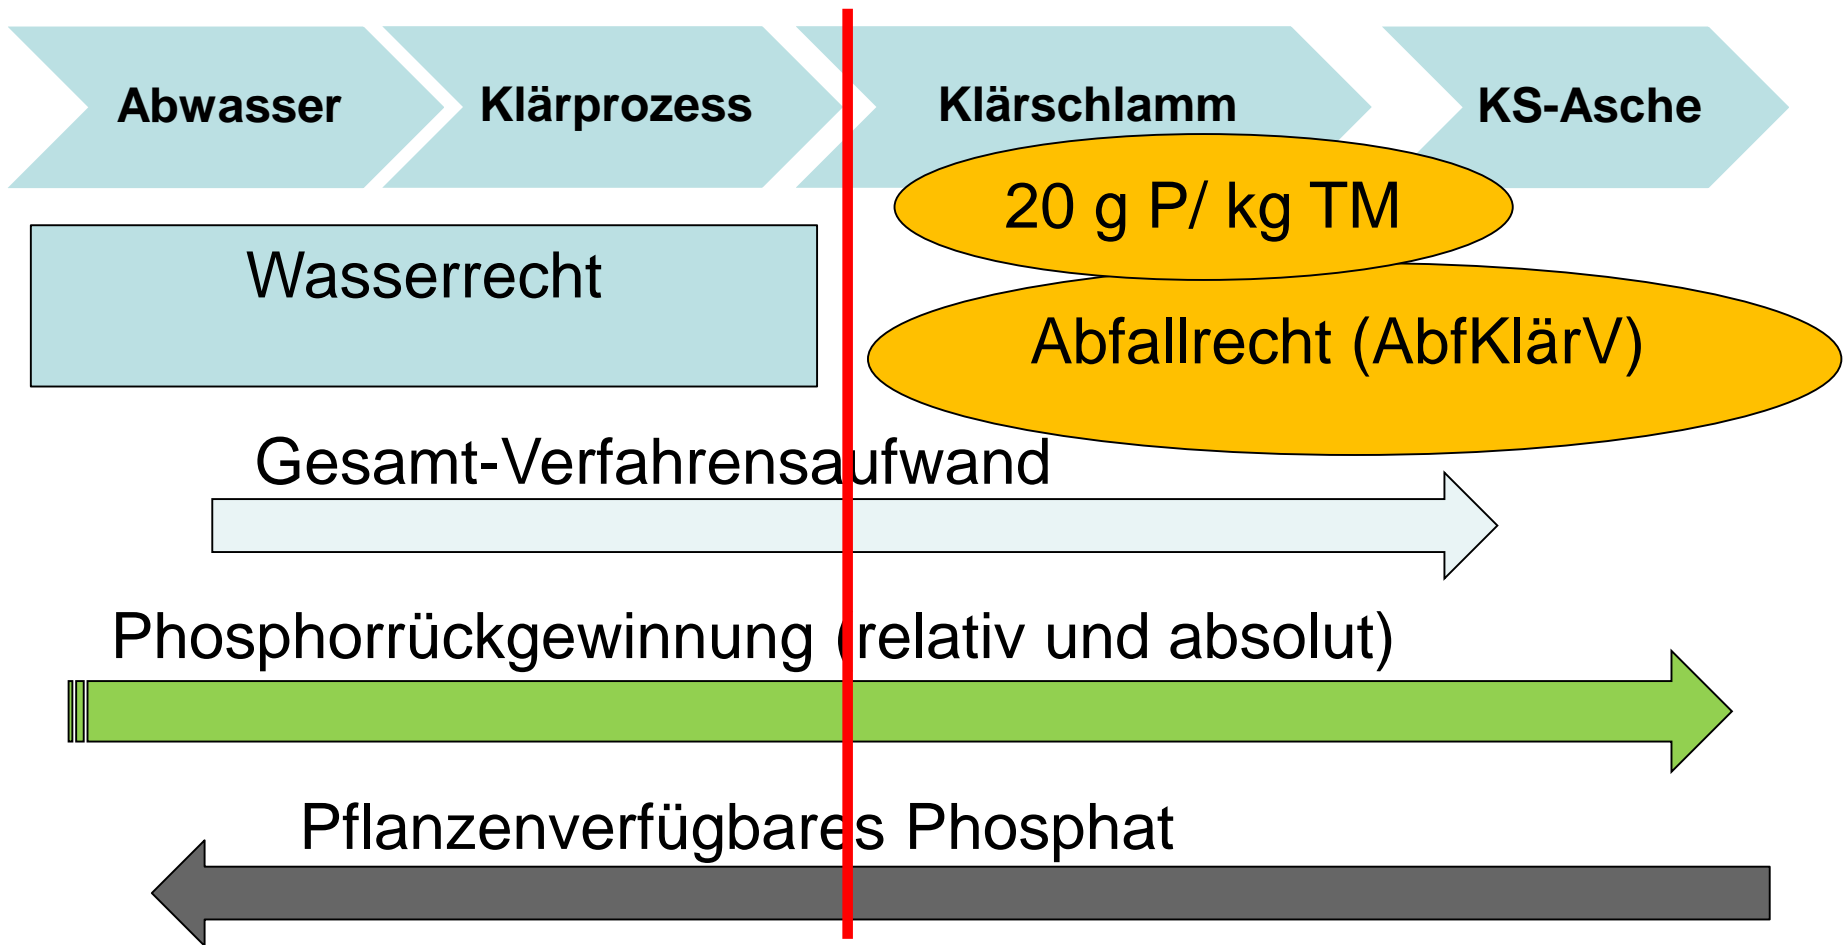 Abwasser
Klärprozess
Klärschlamm
KS-Asche
20 g P/ kg TM
Wasserrecht
Abfallrecht (AbfKlärV)
Gesamt-Verfahrensaufwand
Phosphorrückgewinnung (relativ und absolut)
Pflanzenverfügbares Phosphat